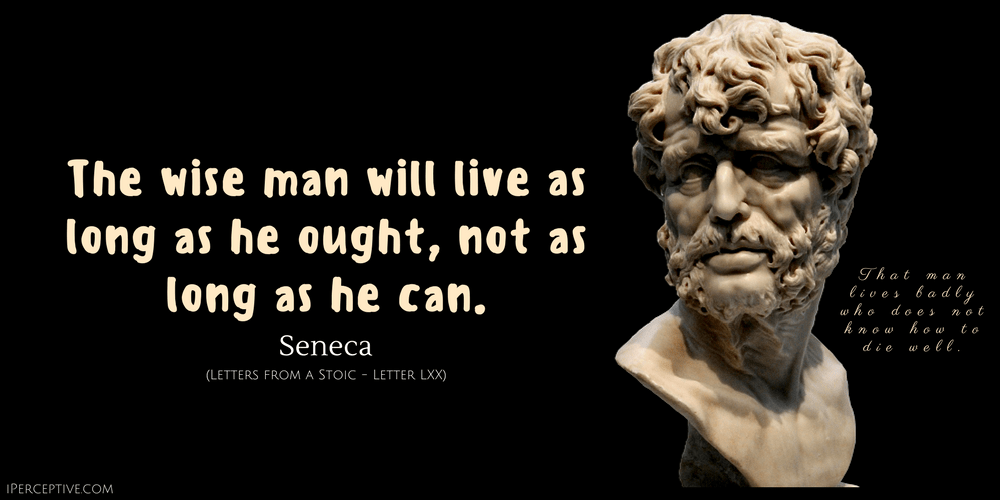 The wise man will live as
long as he ought, not as
long as he can.
Seneca
(Letters from a Stoic - Letter LXX)
That man
lives badly
who does not
know how to
die well.
iPerceptive.com